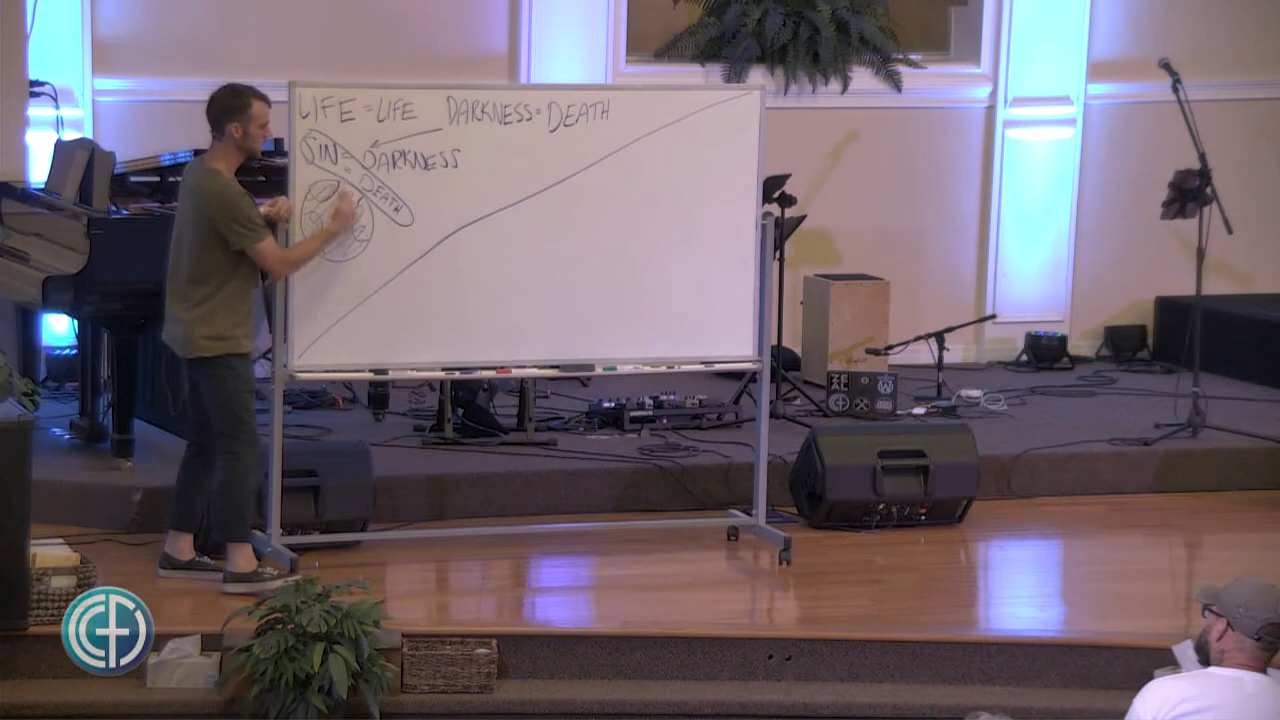 LIFE = LIFE DARKNESS = DEATH
SIN = DARKNESS
= DEATH